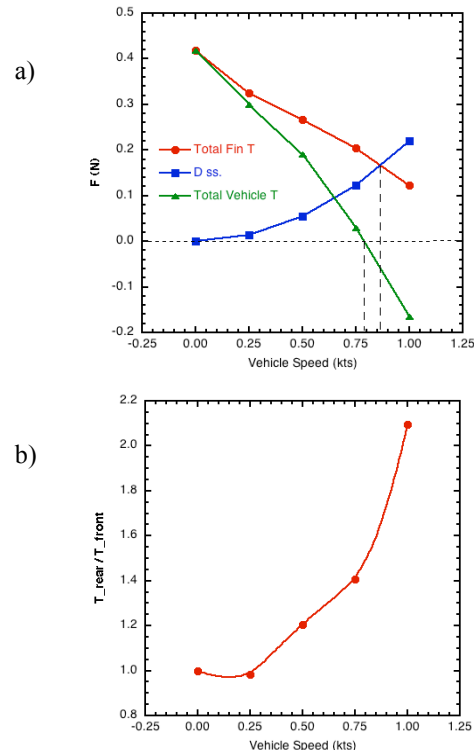 a)
0.5
0.4
0.3
0.2
0.1
0.0
-0.1
-0.2
F (N)
Total Fin T
D ss.
Total Vehicle T
-0.25 0.00 0.25 0.50 0.75 1.00 1.25
Vehicle Speed (kts)
b)
2.2
2.0
1.8
1.6
1.4
1.2
1.0
0.8
T_rear / T_front
-0.25 0.00 0.25 0.50 0.75 1.00 1.25
Vehicle Speed (kts)